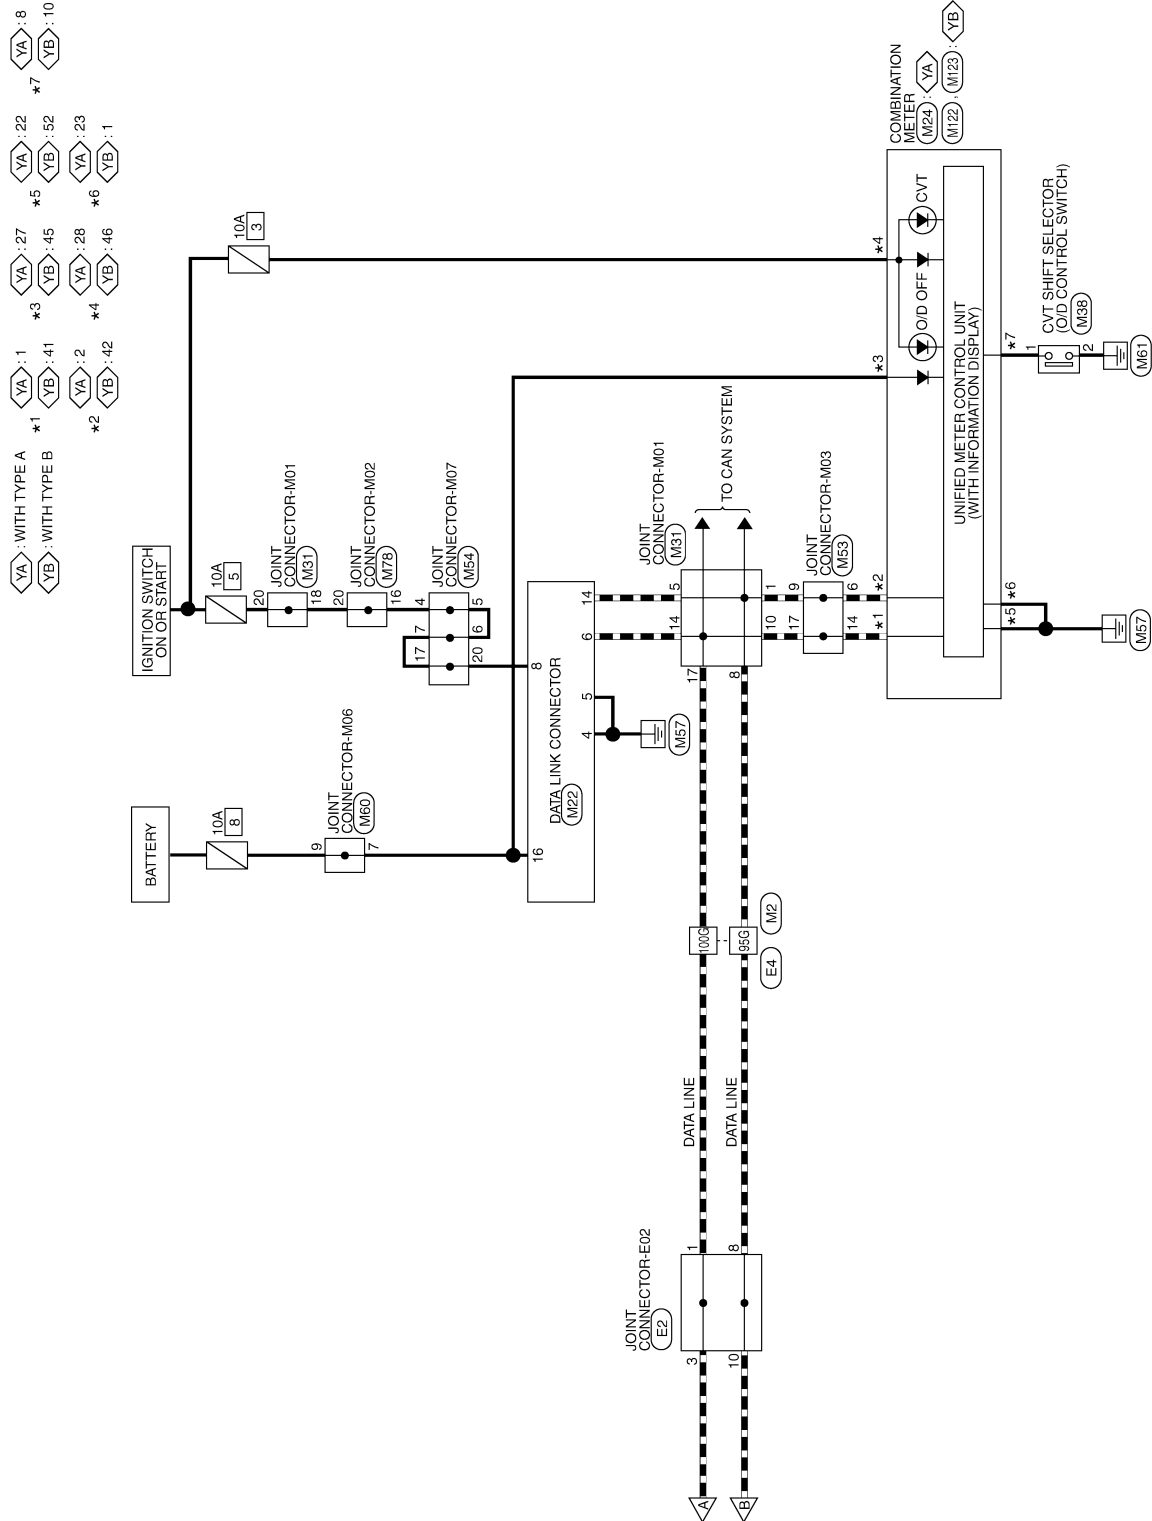 YA : WITH TYPE A
YB : WITH TYPE B
*1
YA : 1
YB : 41
*2
YA : 2
YB : 42
*3
YA : 27
YB : 45
*4
YA : 28
YB : 46
*5
YA : 22
YB : 52
*6
YA : 23
YB : 1
*7
YA : 8
YB : 10
BATTERY
10A
8
9
JOINT
CONNECTOR-M06
M60
7
16
IGNITION SWITCH
ON OR START
10A
5
20
JOINT
CONNECTOR-M01
M31
18
20
JOINT
CONNECTOR-M02
M78
16
4
JOINT
CONNECTOR-M07
M54
17
7
20
6
5
8
10A
3
DATA LINK CONNECTOR
M22
4
5
6
14
M57
JOINT
CONNECTOR-M01
M31
14
5
17
8
10
1
TO CAN SYSTEM
17
9
JOINT
CONNECTOR-M03
M53
14
6
*1
*2
*3
*4
COMBINATION
METER
M24 : YA
M122 , M123 : YB
O/D OFF
CVT
UNIFIED METER CONTROL UNIT
(WITH INFORMATION DISPLAY)
*5
*6
*7
M57
1
2
CVT SHIFT SELECTOR
(O/D CONTROL SWITCH)
M38
M61
100G
95G
E4
M2
DATA LINE
DATA LINE
JOINT
CONNECTOR-E02
E2
1
8
3
10
A
B